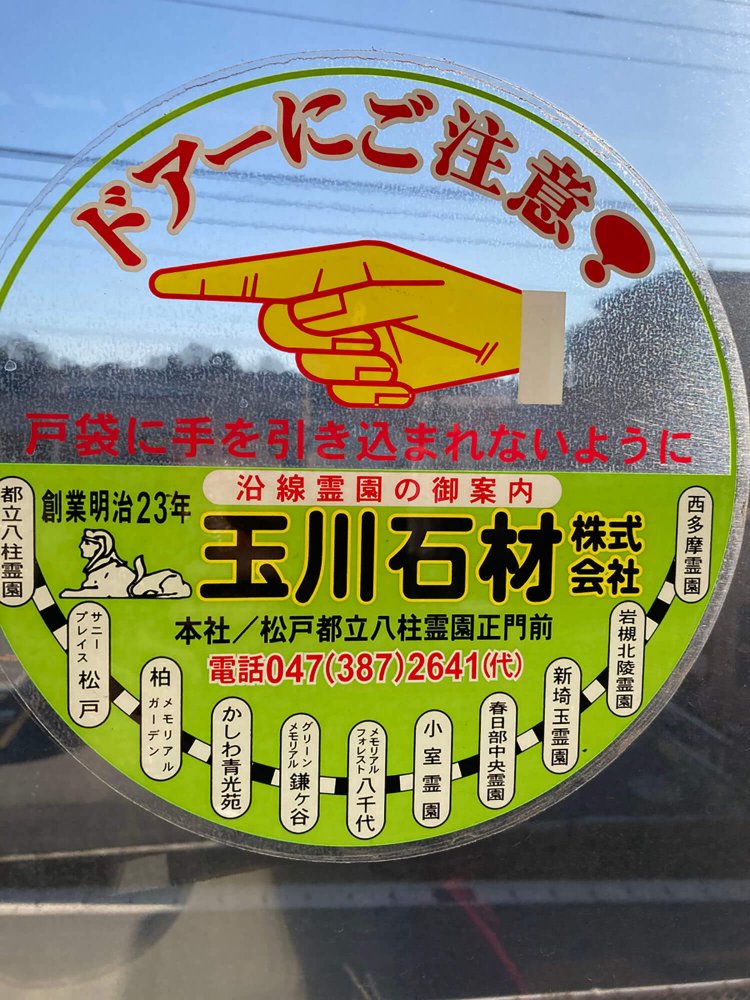 ドアーにご注意!
戸袋に手を引き込まれないように
沿線霊園の御案内
創業明治23年
玉川石材株式会社
本社/松戸都立八柱霊園正門前
電話047(387)2641(代)
都立八柱霊園
サニープレイス松戸
柏メモリアルガーデン
かしわ青光苑
グリーンメモリアル鎌ヶ谷
メモリアルフォレスト八千代
小室霊園
春日部中央霊園
新埼玉霊園
岩槻北陵霊園
西多摩霊園